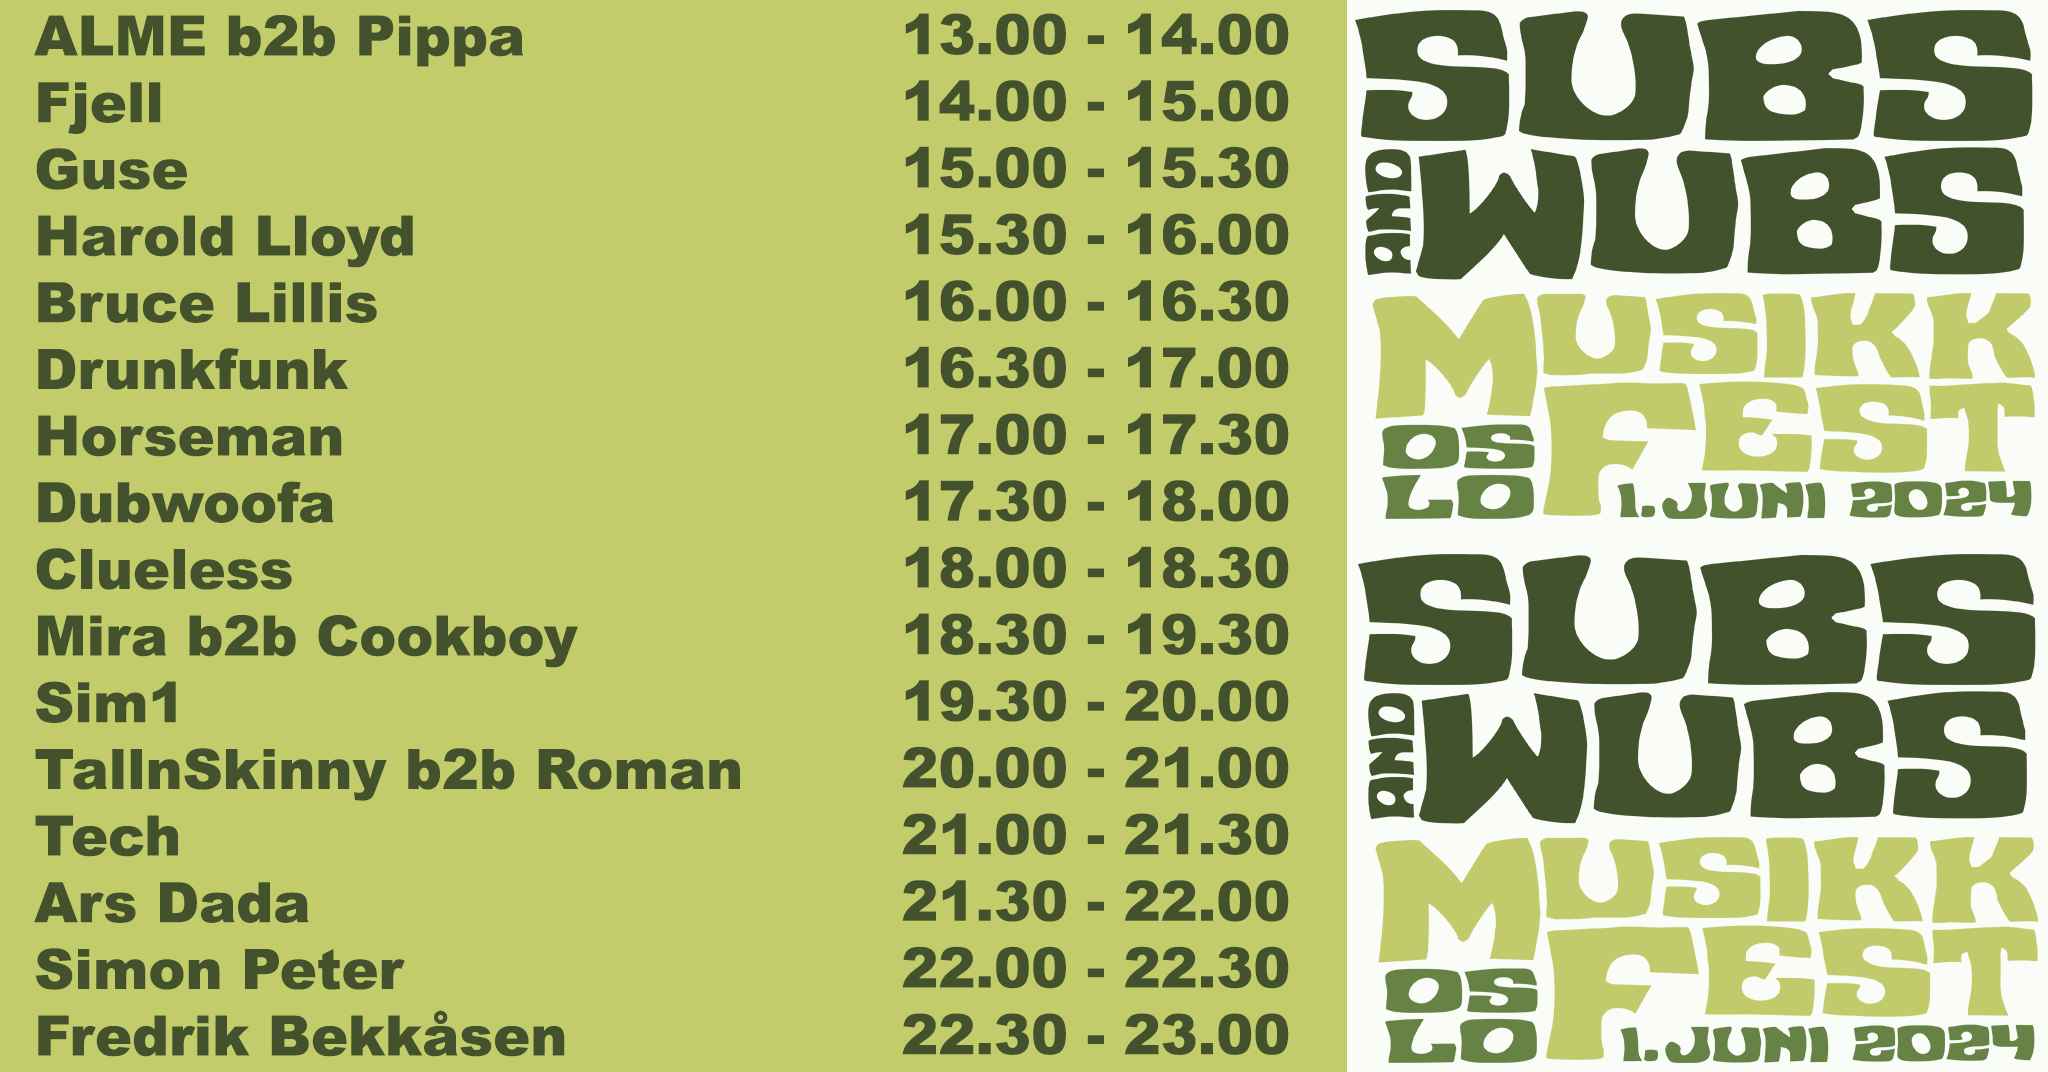 ALME b2b Pippa 13.00 - 14.00
Fjell 14.00 - 15.00
Guse 15.00 - 15.30
Harold Lloyd 15.30 - 16.00
Bruce Lillis 16.00 - 16.30
Drunkfunk 16.30 - 17.00
Horseman 17.00 - 17.30
Dubwoofa 17.30 - 18.00
Clueless 18.00 - 18.30
Mira b2b Cookboy 18.30 - 19.30
Sim1 19.30 - 20.00
TallnSkinny b2b Roman 20.00 - 21.00
Tech 21.00 - 21.30
Ars Dada 21.30 - 22.00
Simon Peter 22.00 - 22.30
Fredrik Bekkåsen 22.30 - 23.00
SUBS
AND WUBS
MUSIKK
FEST
OSLO
1. JUNI 2024
SUBS
AND WUBS
MUSIKK
FEST
OSLO
1. JUNI 2024